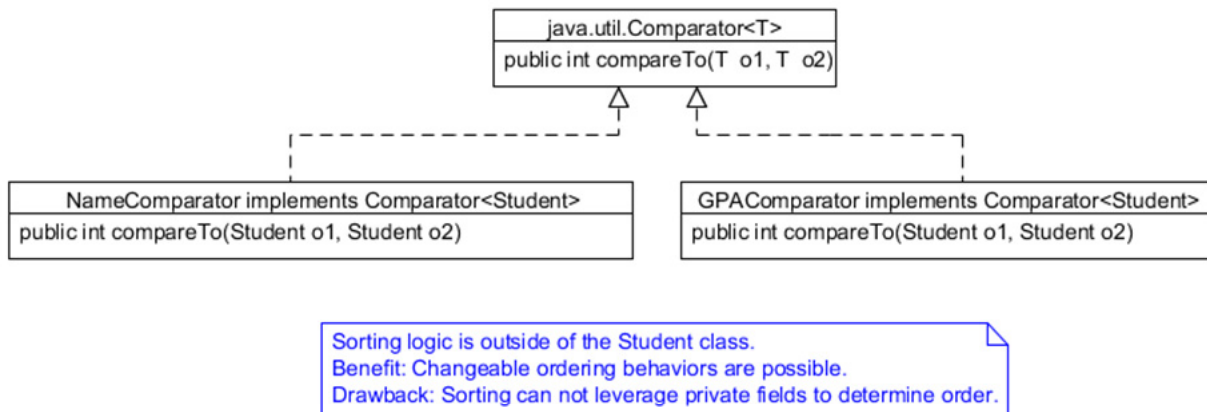 java.util.Comparator<T>
public int compareTo(T o1, T o2)
NameComparator implements Comparator<Student>
public int compareTo(Student o1, Student o2)
GPAComparator implements Comparator<Student>
public int compareTo(Student o1, Student o2)
Sorting logic is outside of the Student class.
Benefit: Changeable ordering behaviors are possible.
Drawback: Sorting can not leverage private fields to determine order.